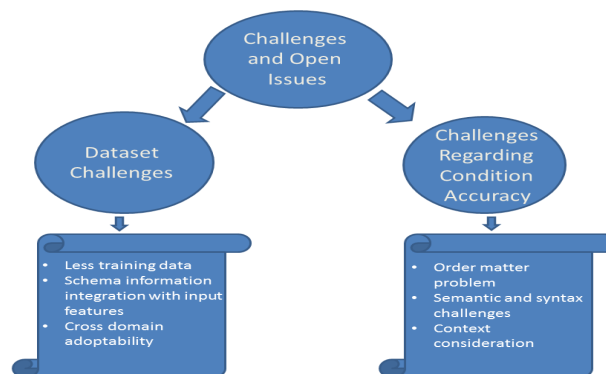 Challenges
and Open
Issues
Dataset
Challenges
Challenges
Regarding
Condition
Accuracy
• Less training data
• Schema information
integration with input
features
• Cross domain
adoptability
• Order matter
problem
• Semantic and syntax
challenges
• Context
consideration